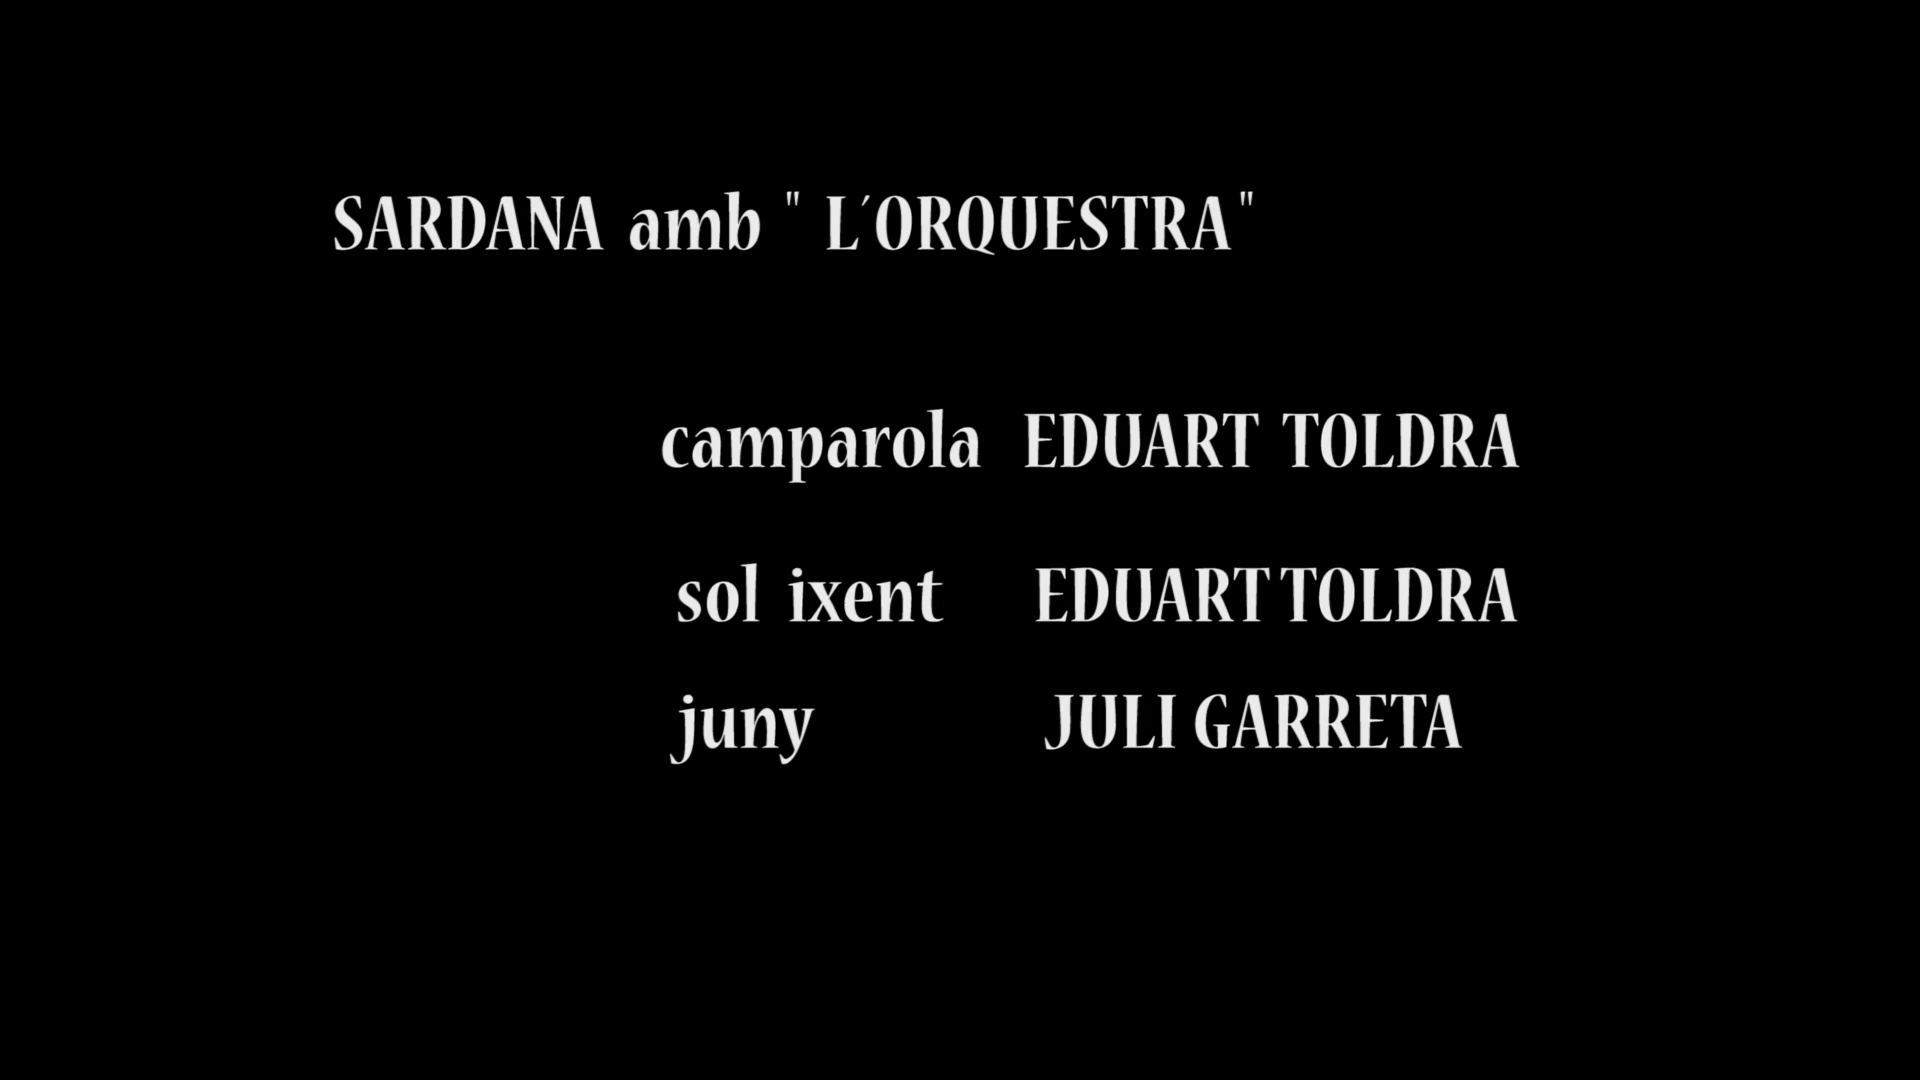 SARDANA amb " L´ORQUESTRA"
camparola EDUART TOLDRA
sol ixent EDUART TOLDRA
juny JULI GARRETA